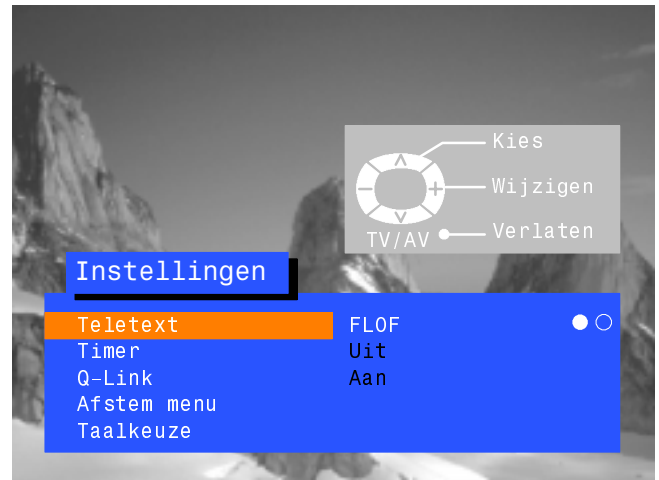 Kies
Wijzigen
TV/AV Verlaten
Instellingen
Teletext FLOF
Timer Uit
Q-Link Aan
Afstem menu
Taalkeuze